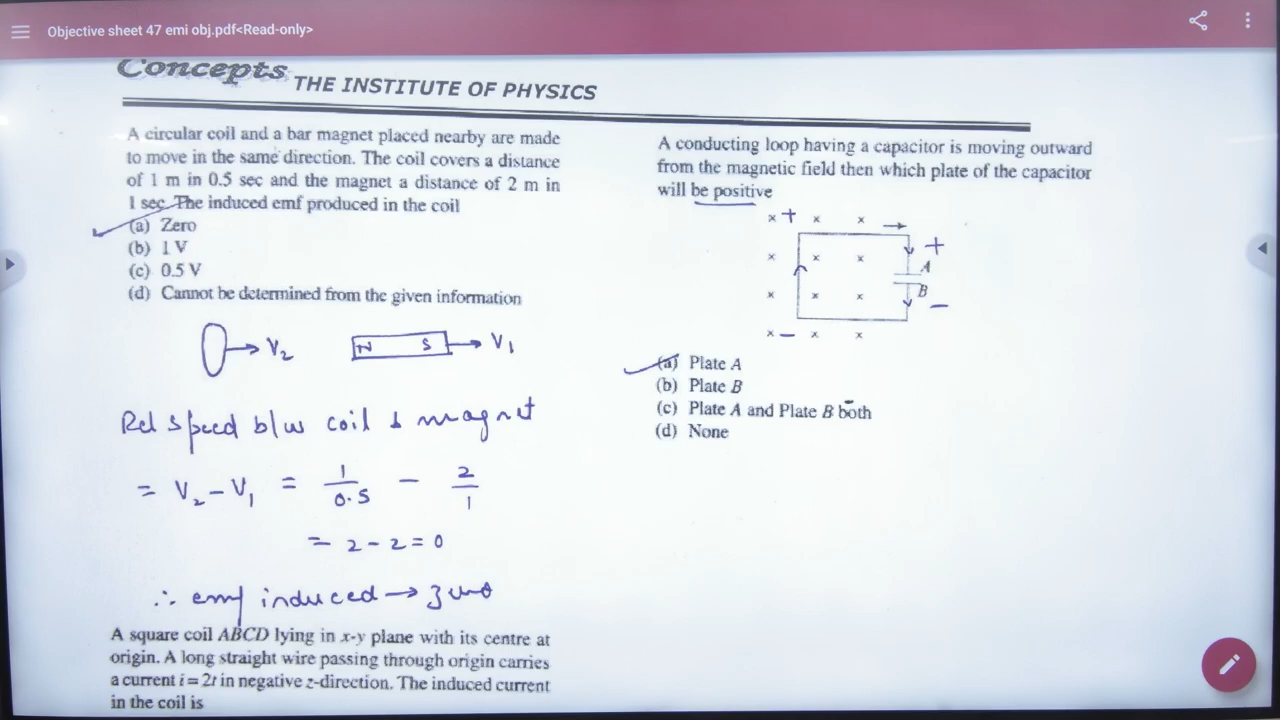 Objective sheet 47 emi obj.pdf<Read-only>
Concepts THE INSTITUTE OF PHYSICS
A circular coil and a bar magnet placed nearby are made
to move in the same direction. The coil covers a distance
of 1 m in 0.5 sec and the magnet a distance of 2 m in
1 sec. The induced emf produced in the coil
(a) Zero
(b) 1 V
(c) 0.5 V
(d) Cannot be determined from the given information
V₂ N S V₁
Rel speed b/w coil & magnet
= V₂ - V₁ = 1/0.5 - 2/1
= 2 - 2 = 0
∴ emf induced → zero
A square coil ABCD lying in x-y plane with its centre at
origin. A long straight wire passing through origin carries
a current i = 2t in negative z-direction. The induced current
in the coil is
A conducting loop having a capacitor is moving outward
from the magnetic field then which plate of the capacitor
will be positive
x + x x
+
x x x A
x x x B -
x - x x
(a) Plate A
(b) Plate B
(c) Plate A and Plate B both
(d) None